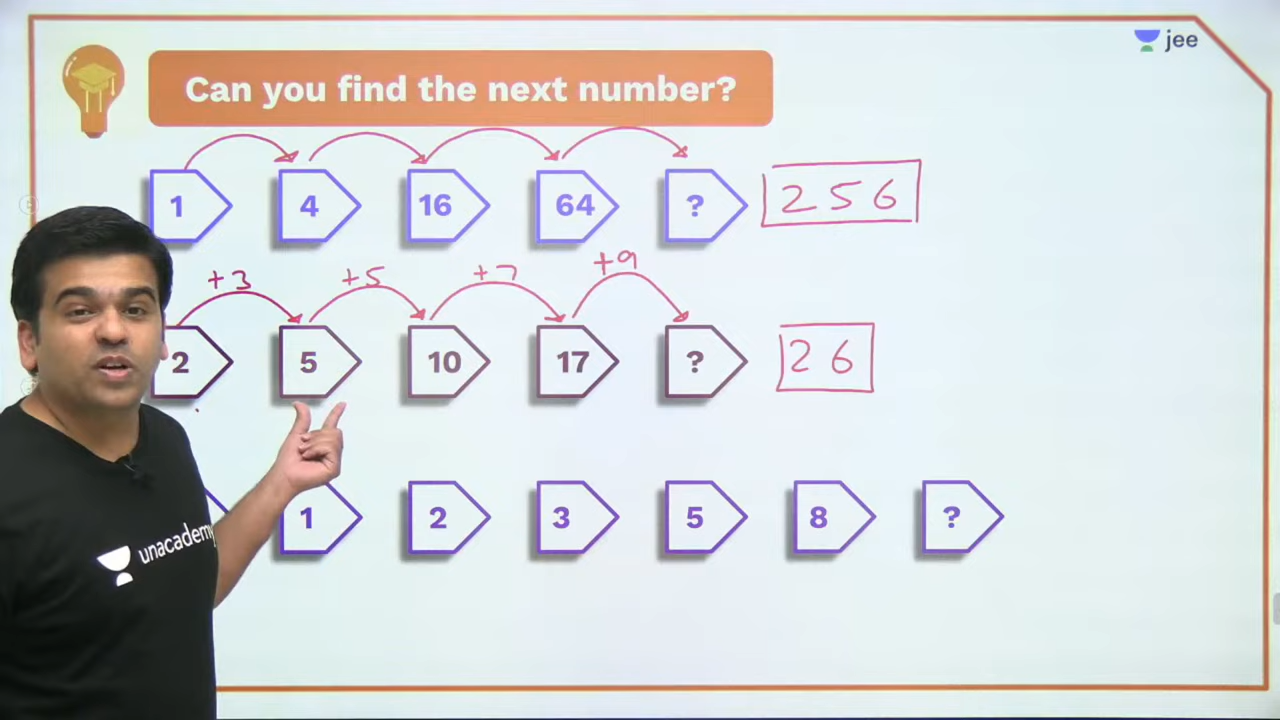 jee
Can you find the next number?
1 4 16 64 ? 256
+3 +5 +7 +9
2 5 10 17 ? 26
1 2 3 5 8 ?
unacademy